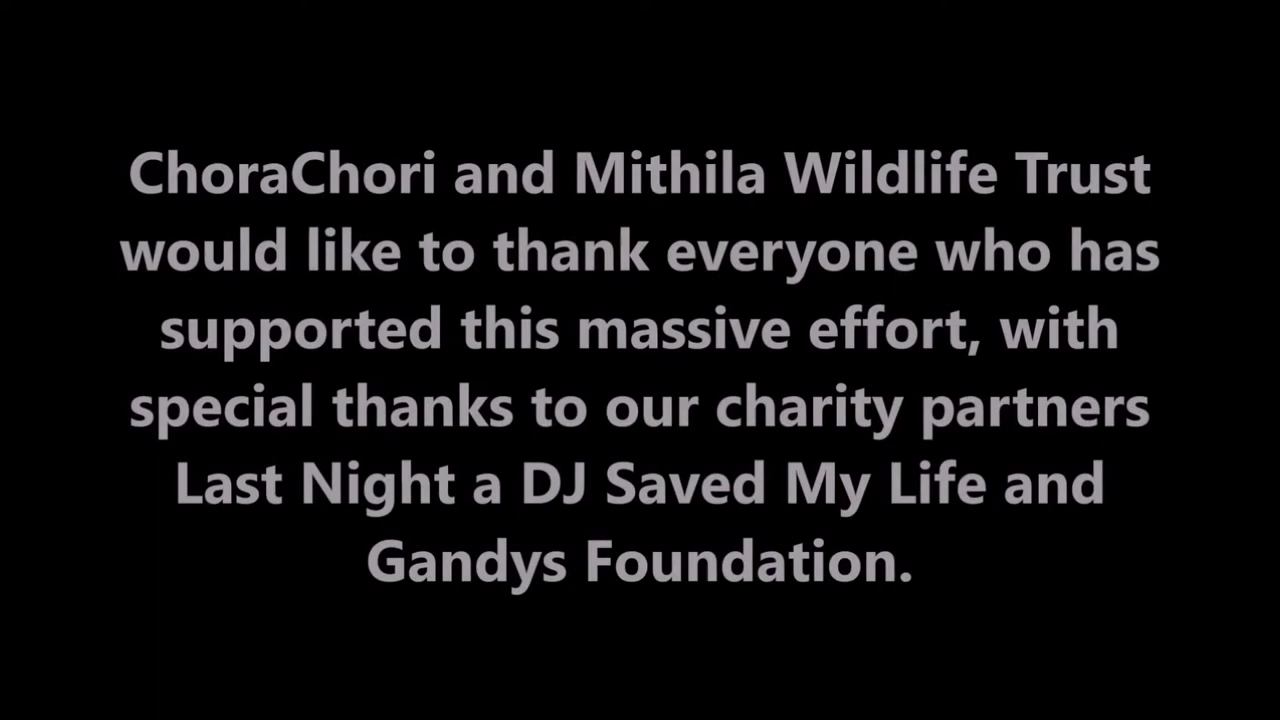 ChoraChori and Mithila Wildlife Trust
would like to thank everyone who has
supported this massive effort, with
special thanks to our charity partners
Last Night a DJ Saved My Life and
Gandys Foundation.